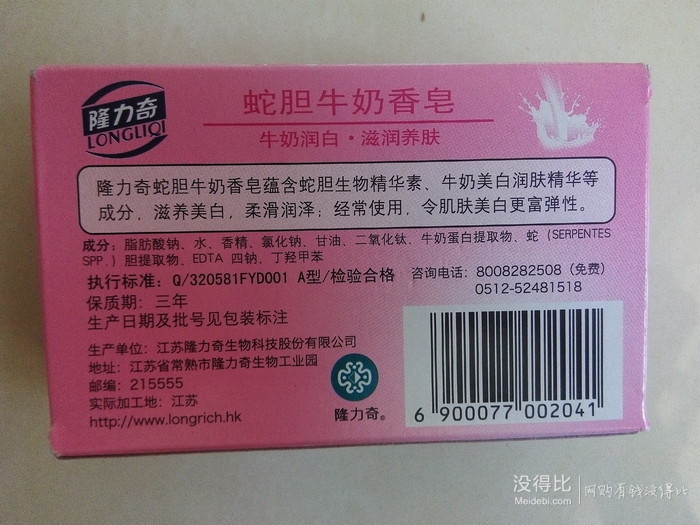 隆力奇
LONGLIQI
蛇胆牛奶香皂
牛奶润白·滋润养肤
隆力奇蛇胆牛奶香皂蕴含蛇胆生物精华素、牛奶美白润肤精华等
成分，滋养美白，柔滑润泽；经常使用，令肌肤美白更富弹性。
成分：脂肪酸钠、水、香精、氯化钠、甘油、二氧化钛、牛奶蛋白提取物、蛇（SERPENTES
SPP.）胆提取物、EDTA 四钠、丁羟甲苯
执行标准：Q/320581FYD001 A型/检验合格
咨询电话：8008282508（免费）
0512-52481518
保质期：三年
生产日期及批号见包装标注
生产单位：江苏隆力奇生物科技股份有限公司
地址：江苏省常熟市隆力奇生物工业园
邮编：215555
实际加工地：江苏
http://www.longrich.hk
隆力奇®
6 900077 002041
没得比
Meidebi.com
网购有钱没得比